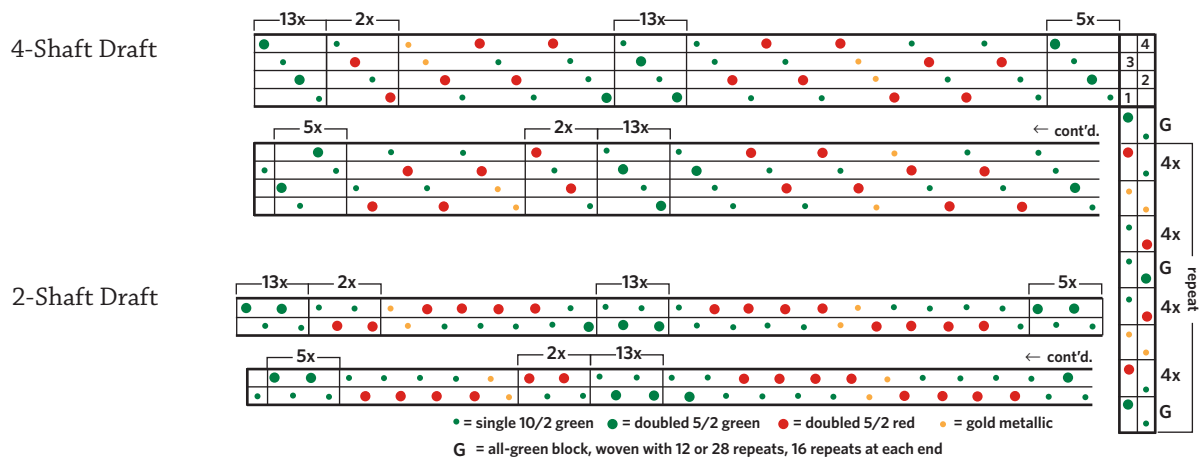 13x 2x 13x 5x
4-Shaft Draft
4
3
2
1
G
5x 2x 13x ← cont'd.
4x
4x
G
2-Shaft Draft
13x 2x 13x 5x
4x
repeat
5x 2x 13x ← cont'd.
4x
G
= single 10/2 green = doubled 5/2 green = doubled 5/2 red = gold metallic
G = all-green block, woven with 12 or 28 repeats, 16 repeats at each end